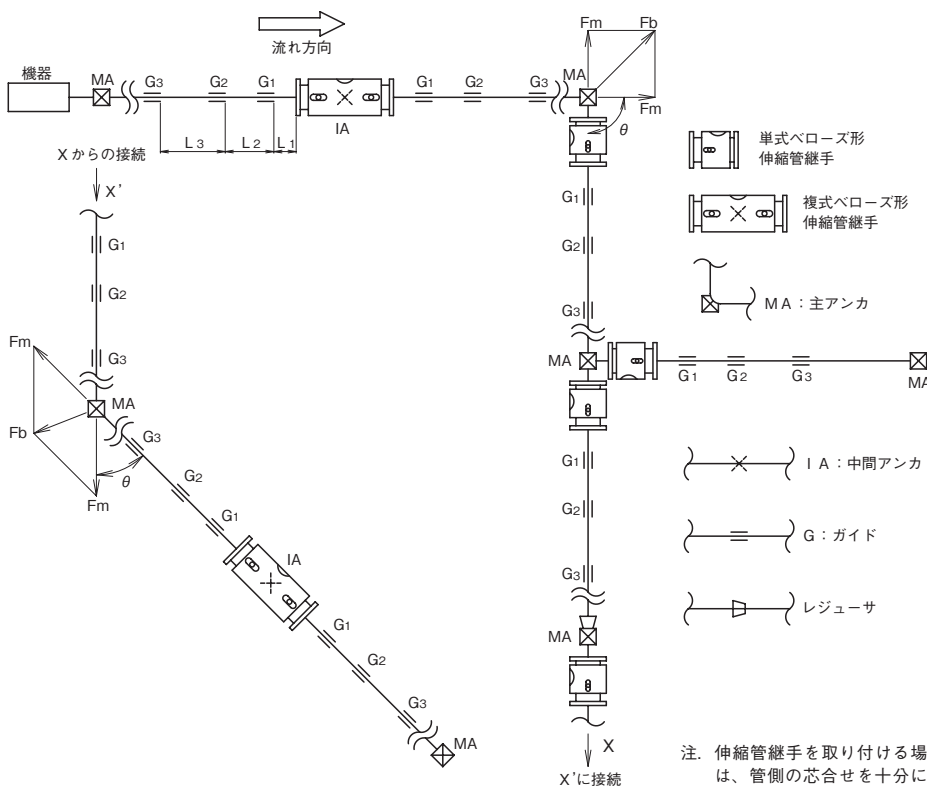 流れ方向
機器
MA
G3
G2
G1
IA
G1
G2
G3
MA
Fm
Fb
Fm
θ
L3
L2
L1
Xからの接続
X'
G1
G2
G3
Fm
MA
Fb
Fm
θ
G3
G2
G1
IA
G1
G2
G3
MA
G1
G2
G3
MA
G1
G2
G3
MA
G1
G2
G3
MA
X
X'に接続
単式ベローズ形
伸縮管継手
複式ベローズ形
伸縮管継手
MA:主アンカ
IA:中間アンカ
G:ガイド
レジューサ
注. 伸縮管継手を取り付ける場
は、管側の芯合せを十分に